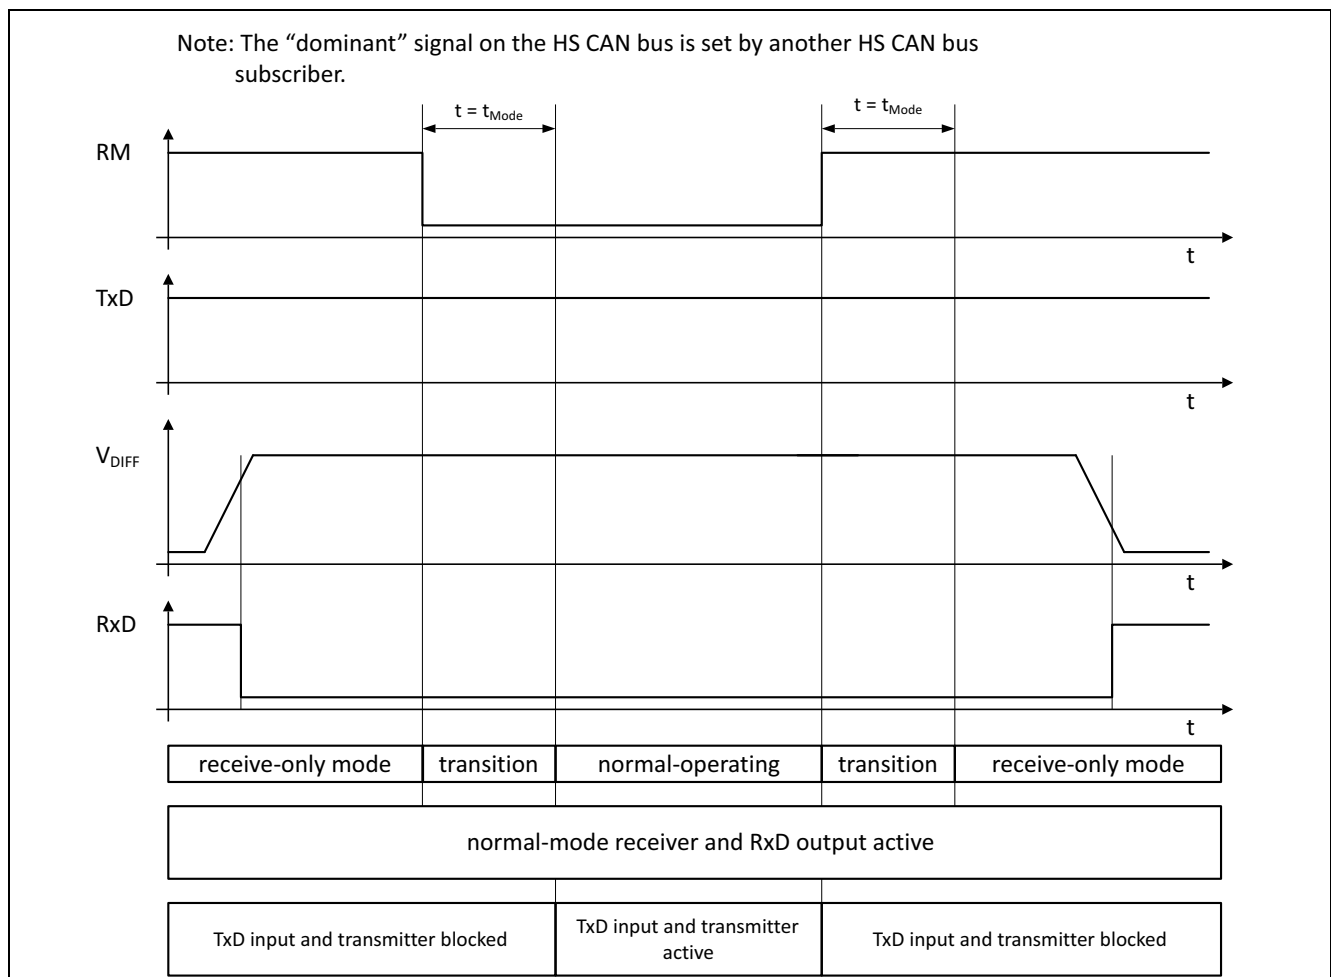 Note: The “dominant” signal on the HS CAN bus is set by another HS CAN bus
subscriber.
t = tMode
t = tMode
RM
t
TxD
t
VDIFF
t
RxD
t
receive-only mode
transition
normal-operating
transition
receive-only mode
normal-mode receiver and RxD output active
TxD input and transmitter blocked
TxD input and transmitter
active
TxD input and transmitter blocked